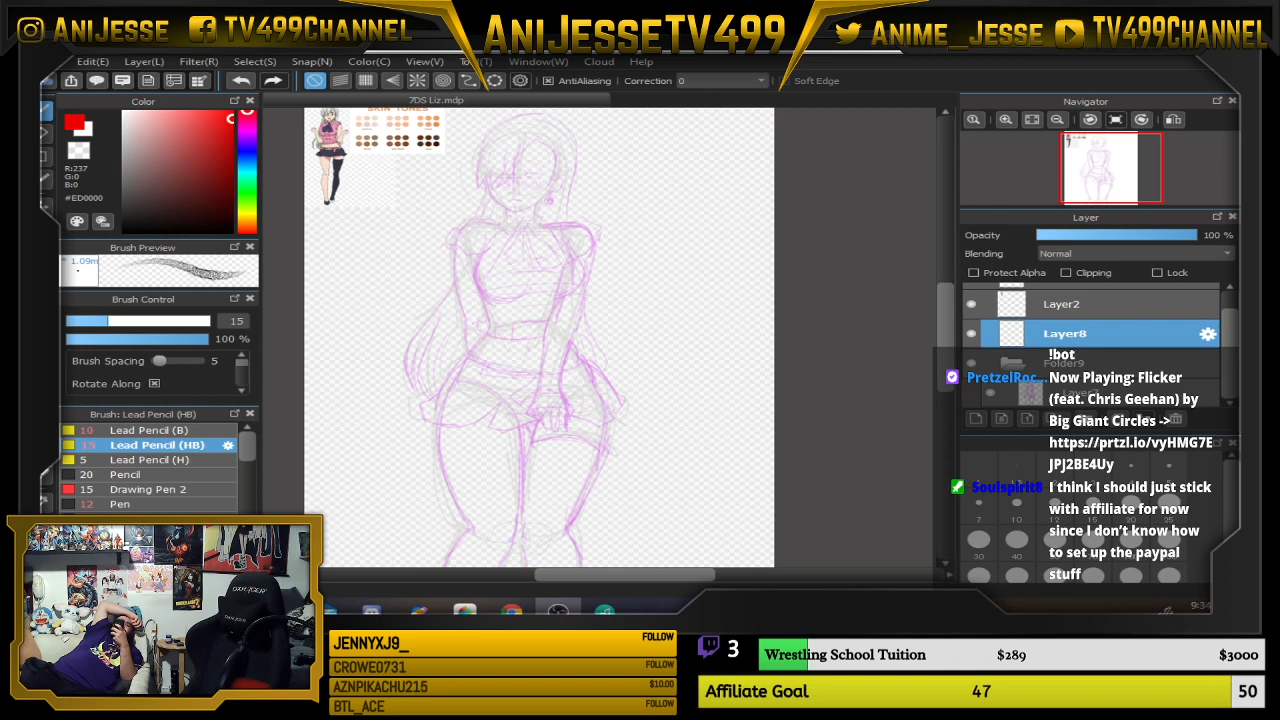 AniJesse
TV499Channel
AniJesseTV499
Anime_Jesse
TV499Channel
Edit(E) Layer(L) Filter(R) Select(S) Snap(N) Color(C) View(V) Window(W) Cloud Help
AntiAliasing Correction 0 Soft Edge
7DS Liz.mdp
Color
R:237
G:0
B:0
#ED0000
Brush Preview
Brush Control
15
100 %
Brush Spacing 5
Rotate Along
Brush: Lead Pencil (HB)
10 Lead Pencil (B)
15 Lead Pencil (HB)
5 Lead Pencil (H)
20 Pencil
15 Drawing Pen 2
12 Pen
SKIN TONES
Navigator
Layer
Opacity 100 %
Blending Normal
Protect Alpha Clipping Lock
Layer2
Layer8
Folder9
!bot
PretzelRoc... Now Playing: Flicker
(feat. Chris Geehan) by
Big Giant Circles ->
https://prtzl.io/vyHMG7E
JPJ2BE4Uy
Soulspirit8 I think I should just stick
with affiliate for now
since I don't know how
to set up the paypal
stuff
7 10
30 40
9:34
JENNYXJ9_ FOLLOW
CROWE0731 FOLLOW
AZNPIKACHU215 $10.00
BTL_ACE FOLLOW
3
Wrestling School Tuition $289 $3000
Affiliate Goal 47 50